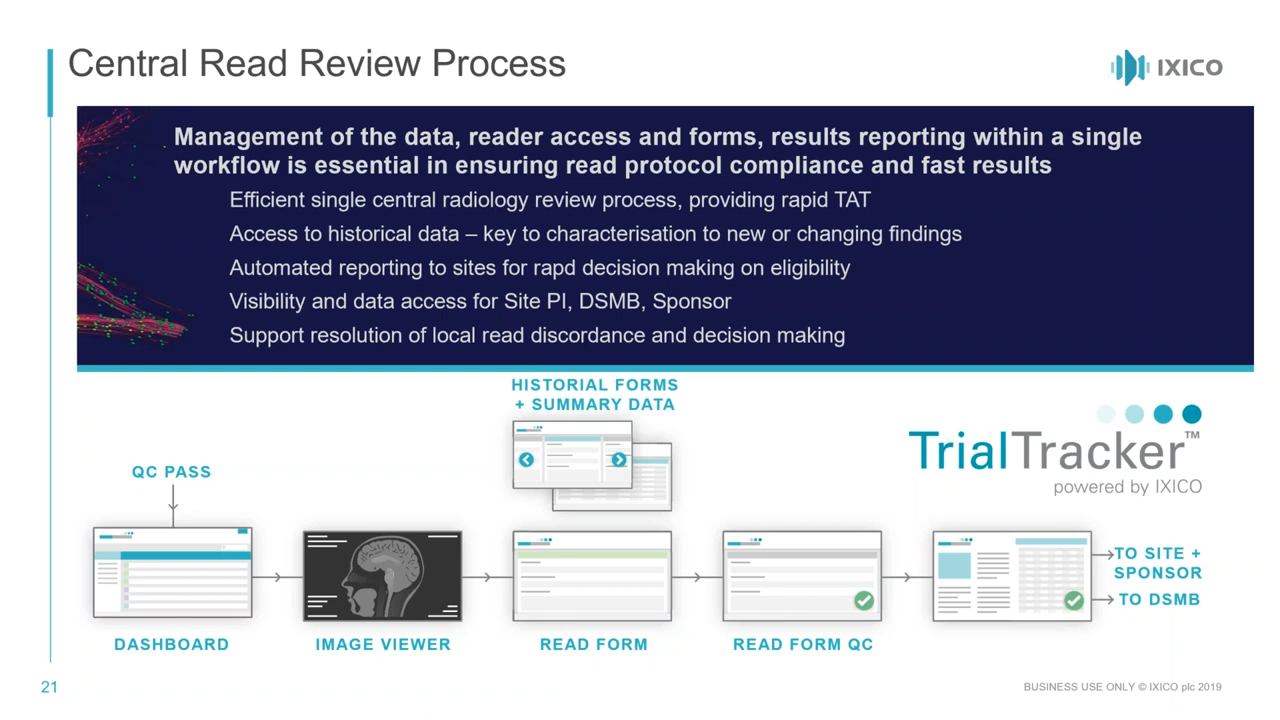 Central Read Review Process
IXICO
Management of the data, reader access and forms, results reporting within a single
workflow is essential in ensuring read protocol compliance and fast results
Efficient single central radiology review process, providing rapid TAT
Access to historical data – key to characterisation to new or changing findings
Automated reporting to sites for rapd decision making on eligibility
Visibility and data access for Site PI, DSMB, Sponsor
Support resolution of local read discordance and decision making
HISTORIAL FORMS
+ SUMMARY DATA
TrialTracker™
powered by IXICO
QC PASS
TO SITE +
SPONSOR
TO DSMB
DASHBOARD
IMAGE VIEWER
READ FORM
READ FORM QC
21
BUSINESS USE ONLY © IXICO plc 2019